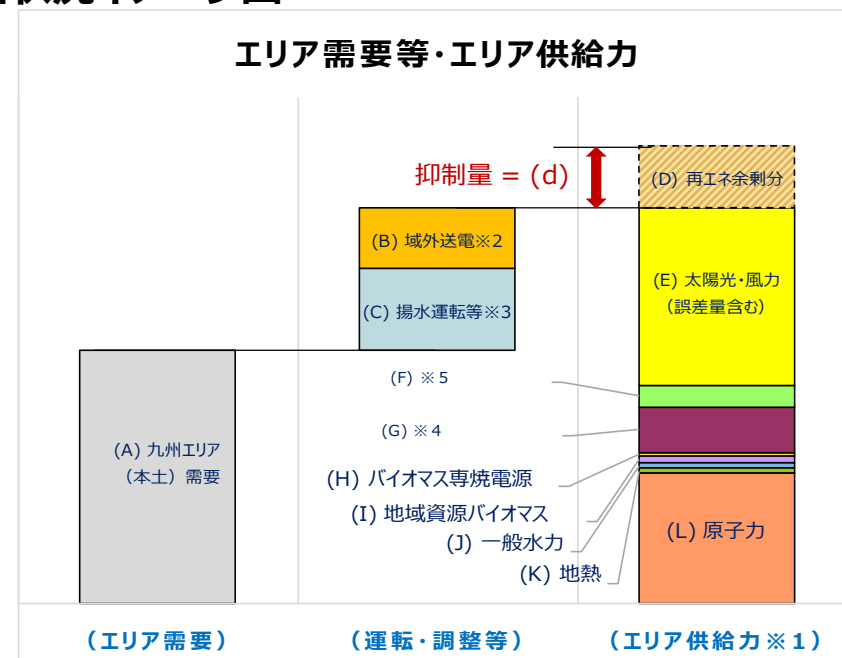 エリア需要等・エリア供給力
抑制量 = (d)
(D) 再エネ余剰分
(B) 域外送電※2
(C) 揚水運転等※3
(E) 太陽光・風力
(誤差量含む)
(F) ※5
(G) ※4
(A) 九州エリア
(本土) 需要
(H) バイオマス専焼電源
(I) 地域資源バイオマス
(J) 一般水力
(K) 地熱
(L) 原子力
(エリア需要)
(運転・調整等)
(エリア供給力※1)